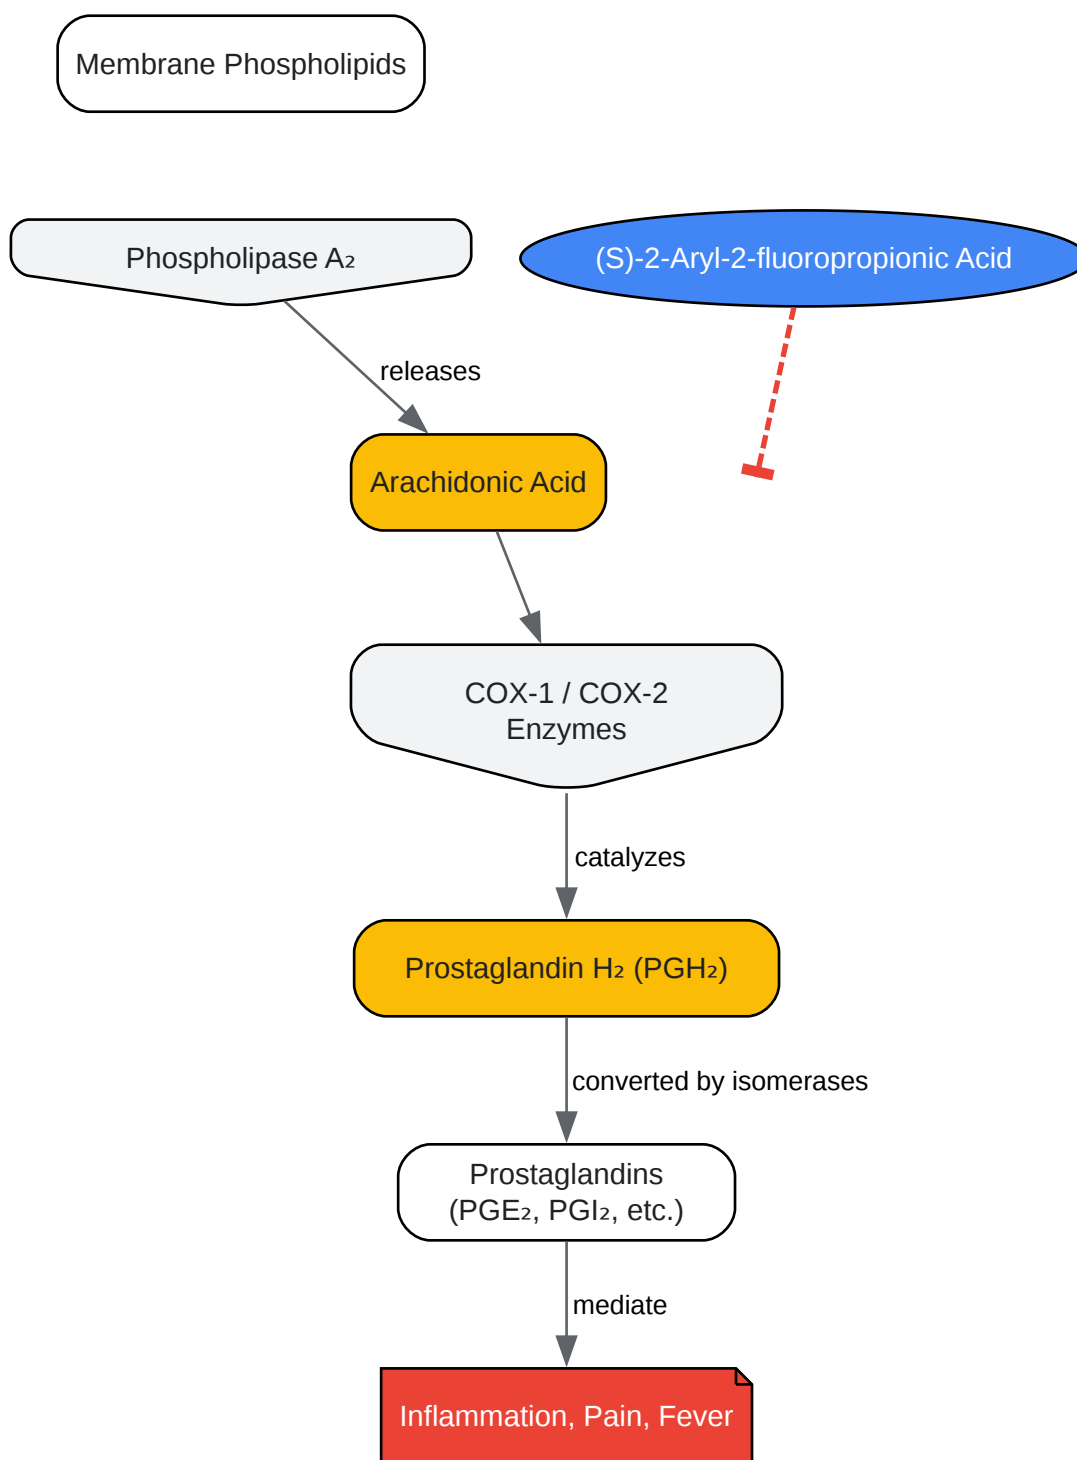 Membrane Phospholipids
Phospholipase A₂
(S)-2-Aryl-2-fluoropropionic Acid
releases
Arachidonic Acid
COX-1 / COX-2
Enzymes
catalyzes
Prostaglandin H₂ (PGH₂)
converted by isomerases
Prostaglandins
(PGE₂, PGI₂, etc.)
mediate
Inflammation, Pain, Fever